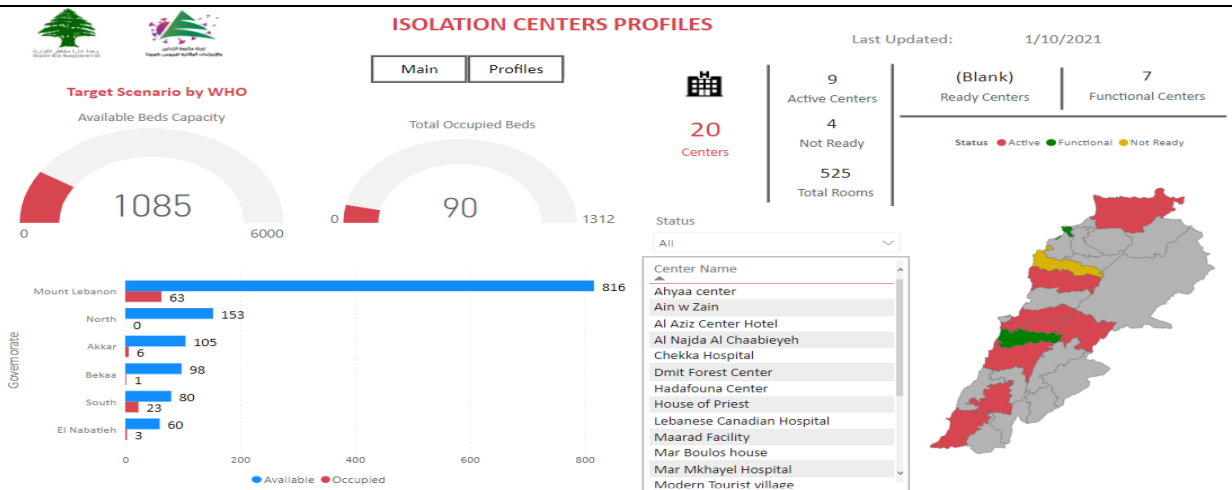 ISOLATION CENTERS PROFILES
Last Updated: 1/10/2021
Main
Profiles
Target Scenario by WHO
Available Beds Capacity
1085
0
6000
Total Occupied Beds
90
0
1312
20
Centers
9
Active Centers
4
Not Ready
525
Total Rooms
(Blank)
Ready Centers
7
Functional Centers
Status Active Functional Not Ready
Status
All
Center Name
Ahyaa center
Ain w Zain
Al Aziz Center Hotel
Al Najda Al Chaabieyeh
Chekka Hospital
Dmit Forest Center
Hadafouna Center
House of Priest
Lebanese Canadian Hospital
Maarad Facility
Mar Boulos house
Mar Mkhayel Hospital
Modern Tourist village
Governorate
Mount Lebanon 816
63
North 153
0
Akkar 105
6
Bekaa 98
1
South 80
23
El Nabatieh 60
3
0 200 400 600 800
Available Occupied